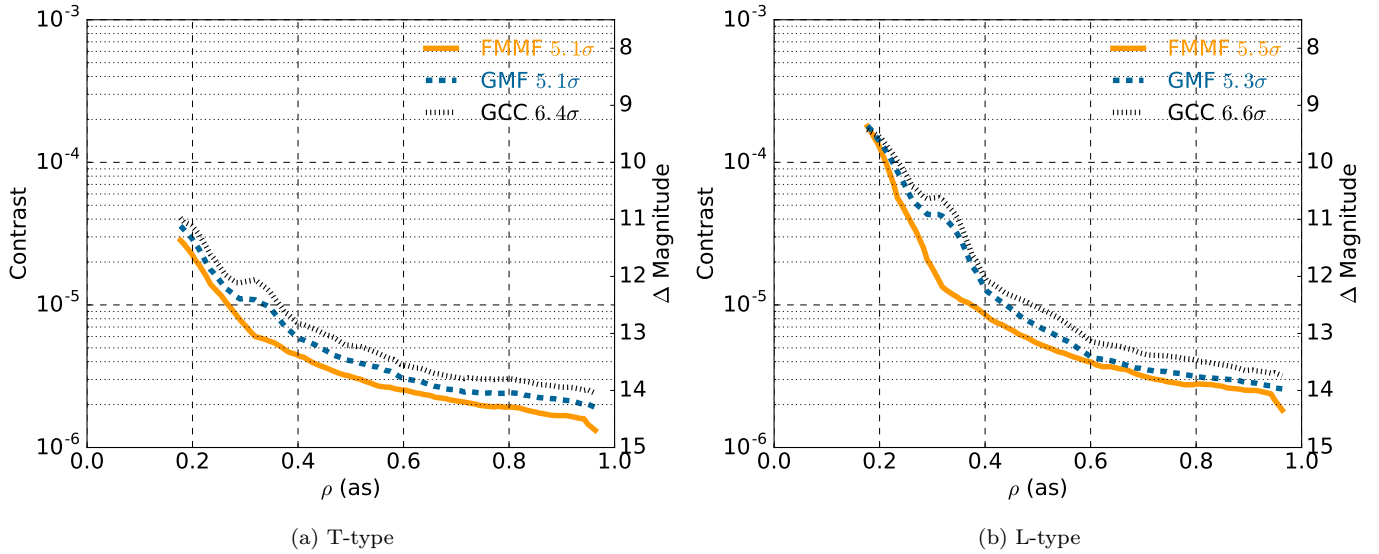 10⁻³
10⁻⁴
10⁻⁵
10⁻⁶
Contrast
FMMF 5.1σ
GMF 5.1σ
GCC 6.4σ
8
9
10
11
12
13
14
15
Δ Magnitude
0.0 0.2 0.4 0.6 0.8 1.0
ρ (as)
(a) T-type
10⁻³
10⁻⁴
10⁻⁵
10⁻⁶
Contrast
FMMF 5.5σ
GMF 5.3σ
GCC 6.6σ
8
9
10
11
12
13
14
15
Δ Magnitude
0.0 0.2 0.4 0.6 0.8 1.0
ρ (as)
(b) L-type